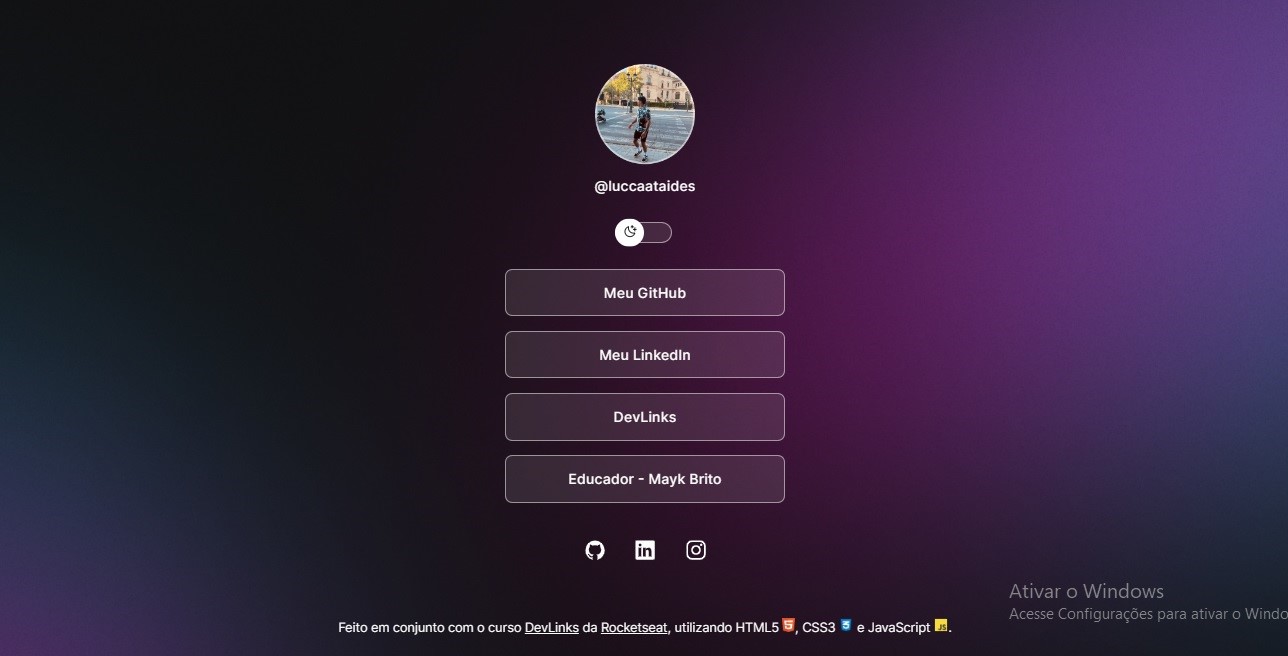 @luccaataides
Meu GitHub
Meu LinkedIn
DevLinks
Educador - Mayk Brito
Ativar o Windows
Acesse Configurações para ativar o Windo
Feito em conjunto com o curso DevLinks da Rocketseat, utilizando HTML5 5, CSS3 3 e JavaScript JS.